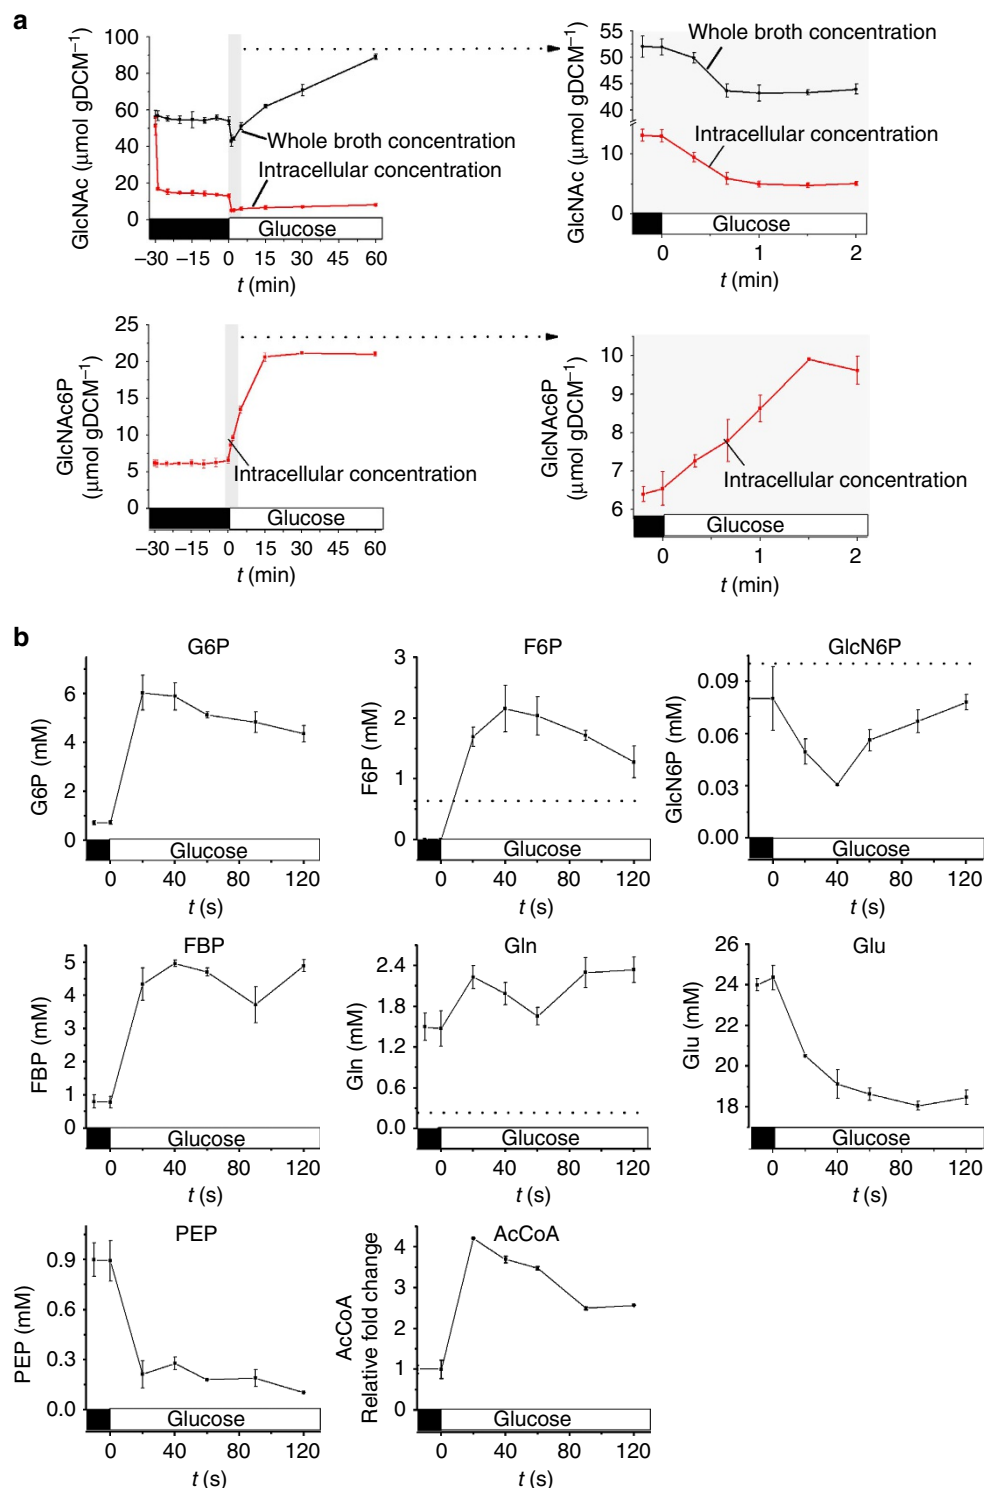 a
GlcNAc (μmol gDCM⁻¹)
100
80
60
40
20
0
Whole broth concentration
Intracellular concentration
Glucose
–30 –15 0 15 30 45 60
t (min)
GlcNAc (μmol gDCM⁻¹)
55
50
45
40
10
5
0
Whole broth concentration
Intracellular concentration
Glucose
0 1 2
t (min)
GlcNAc6P
(μmol gDCM⁻¹)
25
20
15
10
5
0
Intracellular concentration
Glucose
–30 –15 0 15 30 45 60
t (min)
GlcNAc6P
(μmol gDCM⁻¹)
10
9
8
7
6
Intracellular concentration
Glucose
0 1 2
t (min)
b
G6P
G6P (mM)
6
4
2
0
Glucose
0 40 80 120
t (s)
F6P
F6P (mM)
3
2
1
0
Glucose
0 40 80 120
t (s)
GlcN6P
GlcN6P (mM)
0.09
0.06
0.03
0.00
Glucose
0 40 80 120
t (s)
FBP
FBP (mM)
5
4
3
2
1
0
Glucose
0 40 80 120
t (s)
Gln
Gln (mM)
2.4
1.8
1.2
0.6
0.0
Glucose
0 40 80 120
t (s)
Glu
Glu (mM)
26
24
22
20
18
Glucose
0 40 80 120
t (s)
PEP
PEP (mM)
0.9
0.6
0.3
0.0
Glucose
0 40 80 120
t (s)
AcCoA
AcCoA
Relative fold change
4
3
2
1
0
Glucose
0 40 80 120
t (s)